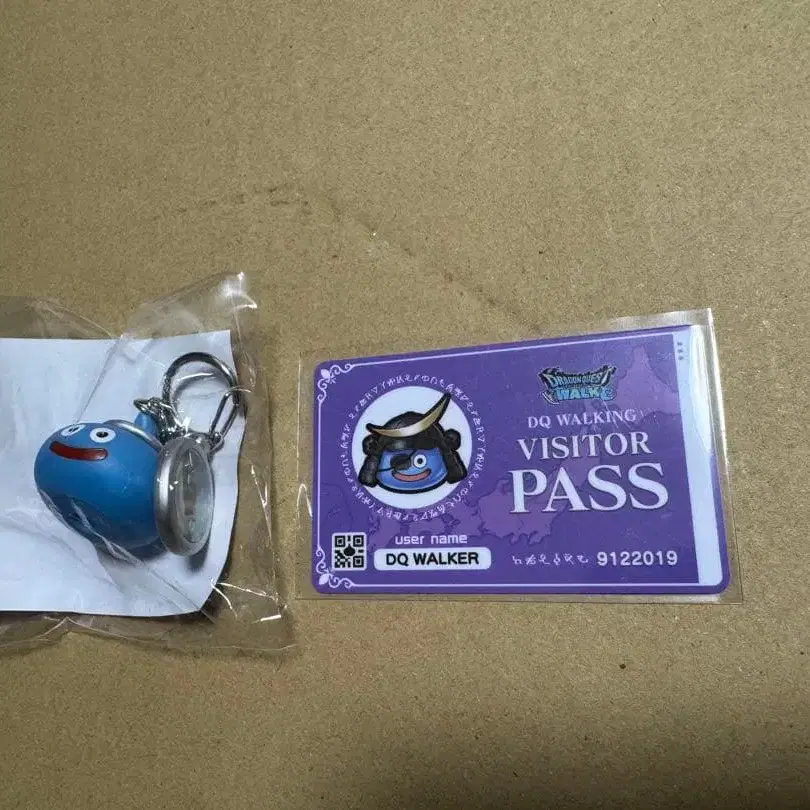 DRAGON QUEST
WALK
DQ WALKING
VISITOR
PASS
user name
DQ WALKER
9122019